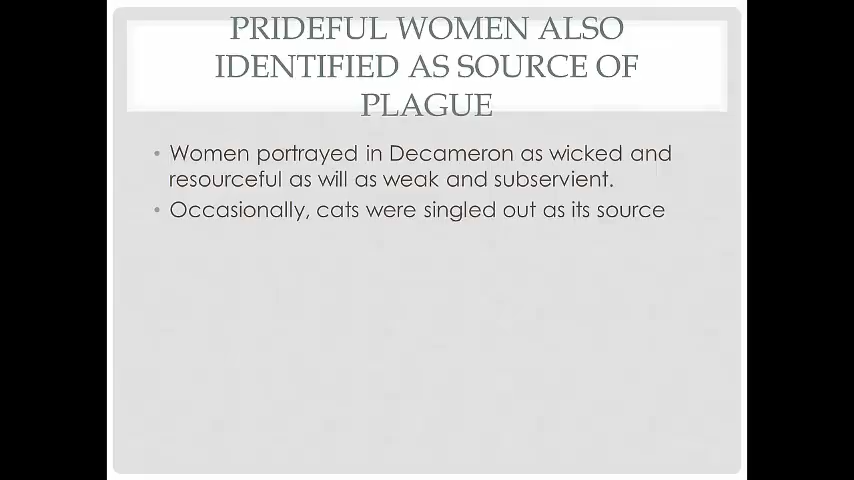 PRIDEFUL WOMEN ALSO
IDENTIFIED AS SOURCE OF
PLAGUE
• Women portrayed in Decameron as wicked and
resourceful as will as weak and subservient.
• Occasionally, cats were singled out as its source